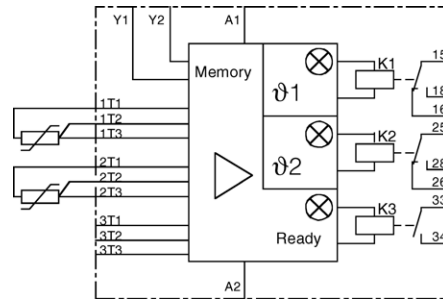 Y1 Y2 A1
Memory
K1
15
18
16
ϑ1
1T1
1T2
1T3
K2
25
28
26
ϑ2
2T1
2T2
2T3
K3
33
34
3T1
3T2
3T3
Ready
A2